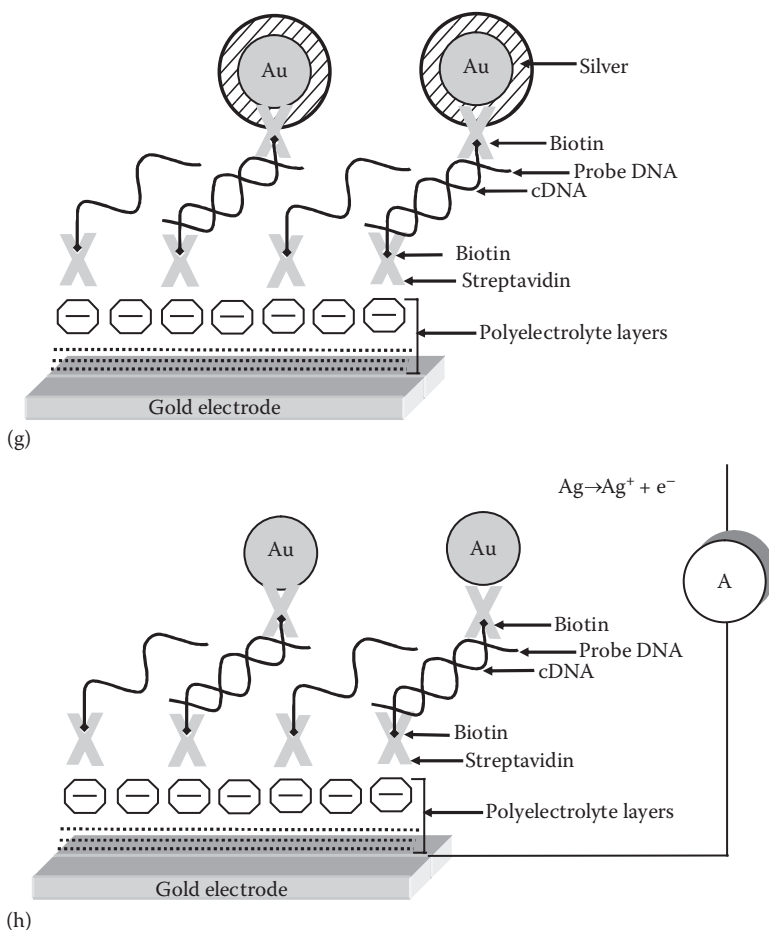 Au
Au
Silver
Biotin
Probe DNA
cDNA
Biotin
Streptavidin
Polyelectrolyte layers
Gold electrode
(g)
Ag→Ag⁺ + e⁻
Au
Au
A
Biotin
Probe DNA
cDNA
Biotin
Streptavidin
Polyelectrolyte layers
Gold electrode
(h)